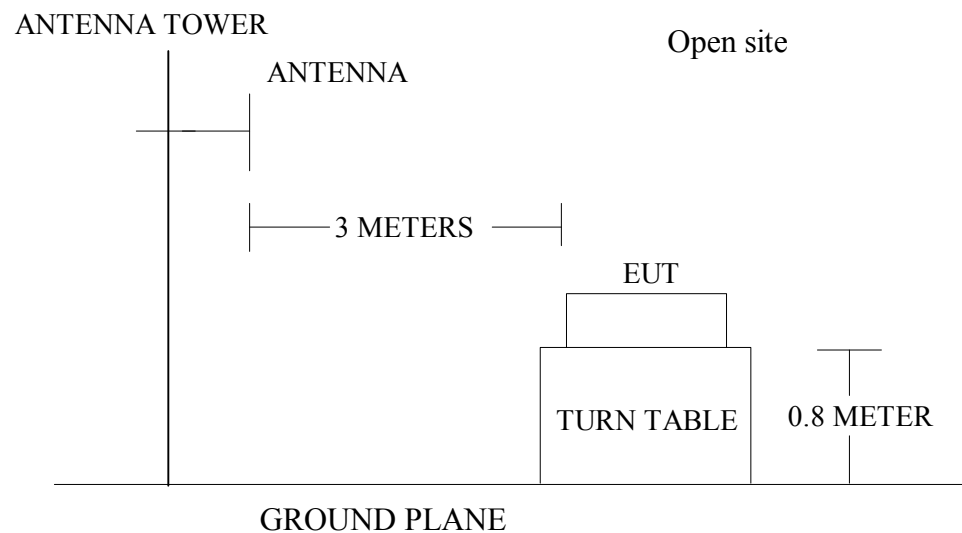 ANTENNA TOWER
Open site
ANTENNA
3 METERS
EUT
TURN TABLE
0.8 METER
GROUND PLANE